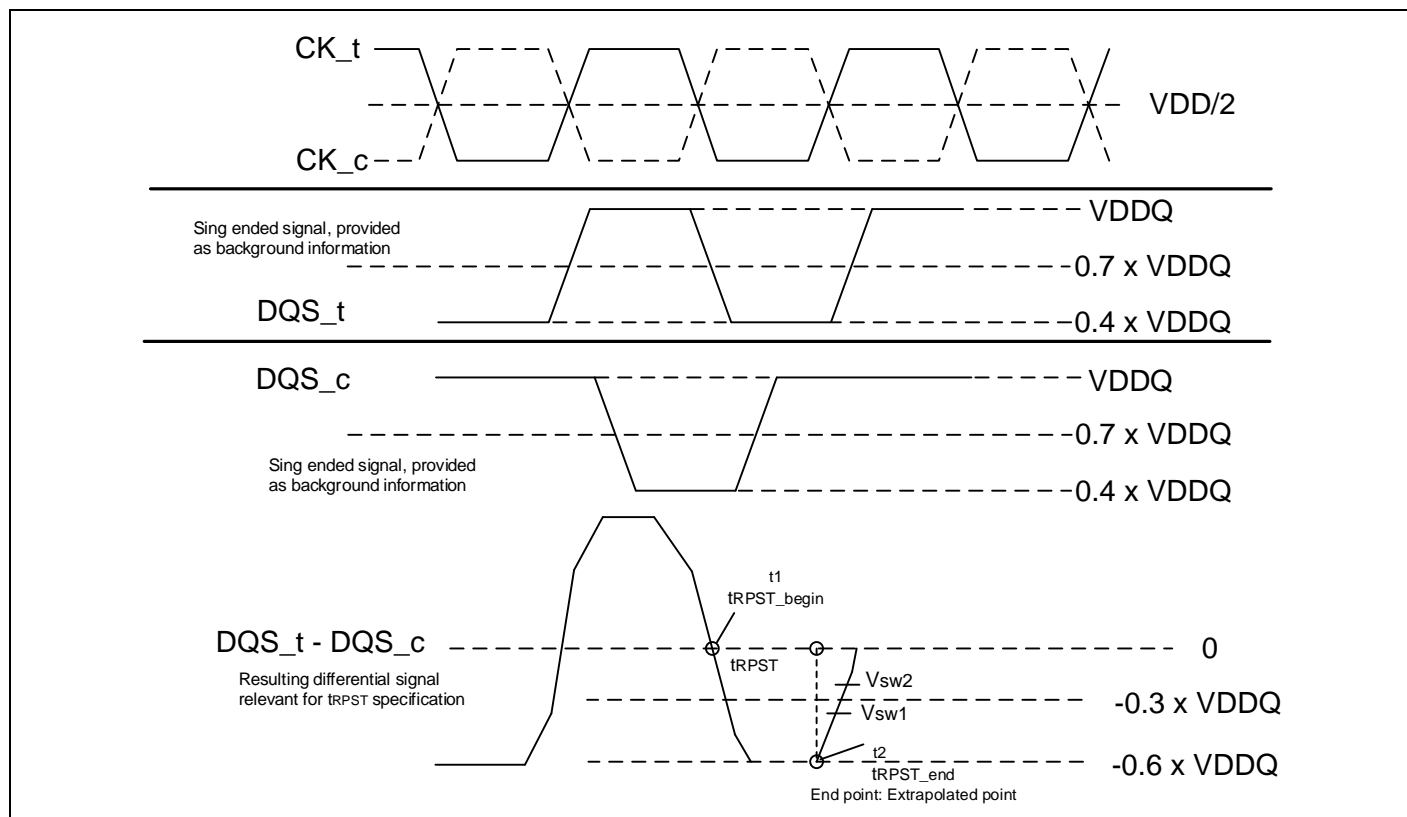 CK_t
VDD/2
CK_c
Sing ended signal, provided
as background information
VDDQ
0.7 x VDDQ
DQS_t
0.4 x VDDQ
DQS_c
VDDQ
0.7 x VDDQ
Sing ended signal, provided
as background information
0.4 x VDDQ
t1
tRPST_begin
DQS_t - DQS_c
0
tRPST
Resulting differential signal
relevant for tRPST specification
Vsw2
-0.3 x VDDQ
Vsw1
t2
-0.6 x VDDQ
tRPST_end
End point: Extrapolated point